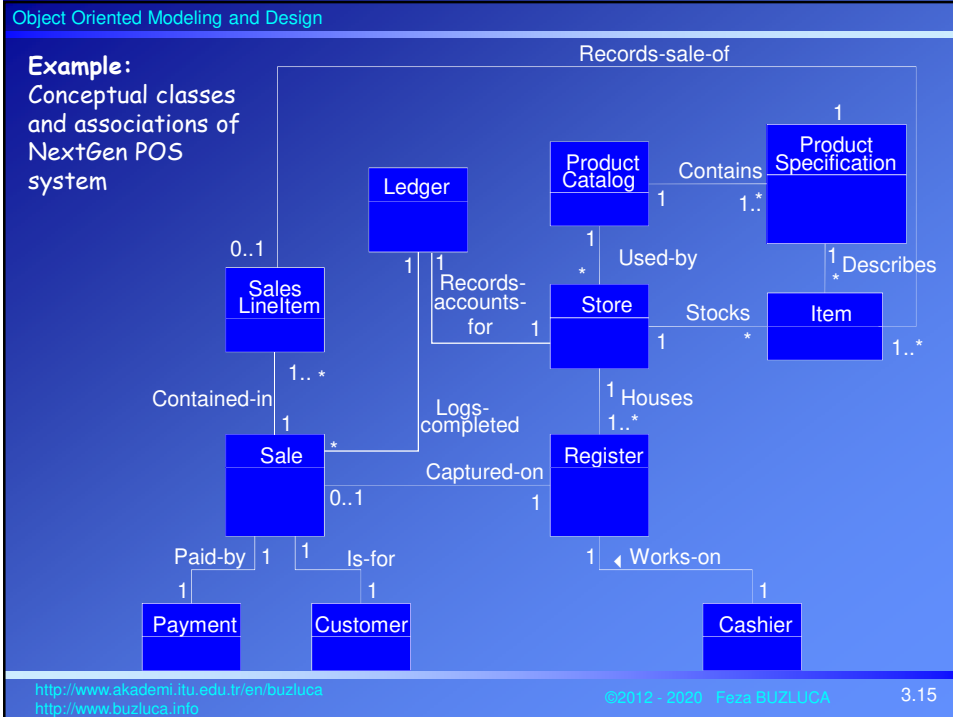 Object Oriented Modeling and Design
Example:
Conceptual classes
and associations of
NextGen POS
system
Records-sale-of
1
Product
Specification
Product
Catalog
Contains
1
1..*
Ledger
0..1
1
1
1
*
Used-by
1
*
Describes
Sales
LineItem
Records-
accounts-
for
1
Store
Stocks
1
*
Item
1..*
1.. *
Contained-in
1
Logs-
completed
*
1
Houses
1..*
Sale
Register
Captured-on
0..1
1
Paid-by
1
1
Is-for
1
Works-on
1
1
1
Payment
Customer
Cashier
http://www.akademi.itu.edu.tr/en/buzluca
http://www.buzluca.info
©2012 - 2020 Feza BUZLUCA
3.15